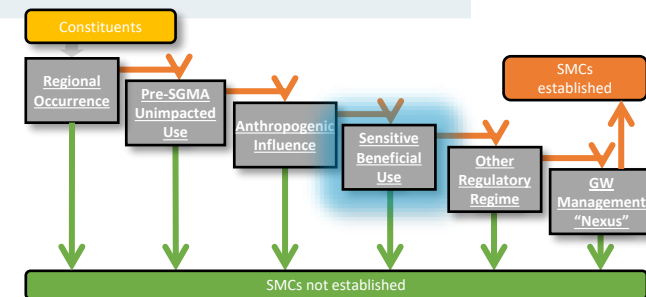 Constituents
Regional
Occurrence
Pre-SGMA
Unimpacted
Use
Anthropogenic
Influence
Sensitive
Beneficial
Use
Other
Regulatory
Regime
GW
Management
“Nexus”
SMCs
established
SMCs not established